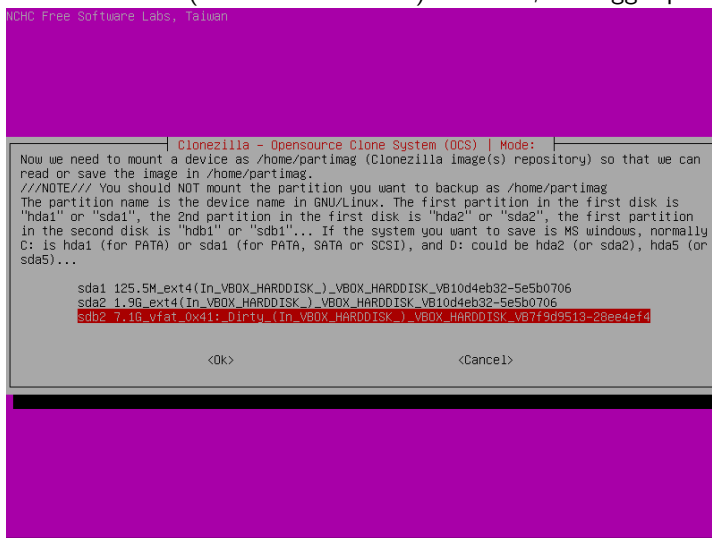 NCHC Free Software Labs, Taiwan
Clonezilla - Opensource Clone System (OCS) | Mode:
Now we need to mount a device as /home/partimag (Clonezilla image(s) repository) so that we can
read or save the image in /home/partimag.
///NOTE/// You should NOT mount the partition you want to backup as /home/partimag
The partition name is the device name in GNU/Linux. The first partition in the first disk is
"hda1" or "sda1", the 2nd partition in the first disk is "hda2" or "sda2", the first partition
in the second disk is "hdb1" or "sdb1"... If the system you want to save is MS windows, normally
C: is hda1 (for PATA) or sda1 (for PATA, SATA or SCSI), and D: could be hda2 (or sda2), hda5 (or
sda5)...
sda1 125.5M_ext4(In_VBOX_HARDDISK_)_VBOX_HARDDISK_VB10d4eb32-5e5b0706
sda2 1.9G_ext4(In_VBOX_HARDDISK_)_VBOX_HARDDISK_VB10d4eb32-5e5b0706
sdb2 7.1G_vfat_0x41:_Dirty_(In_VBOX_HARDDISK_)_VBOX_HARDDISK_VB7f9d9513-28ee4ef4
<Ok> <Cancel>